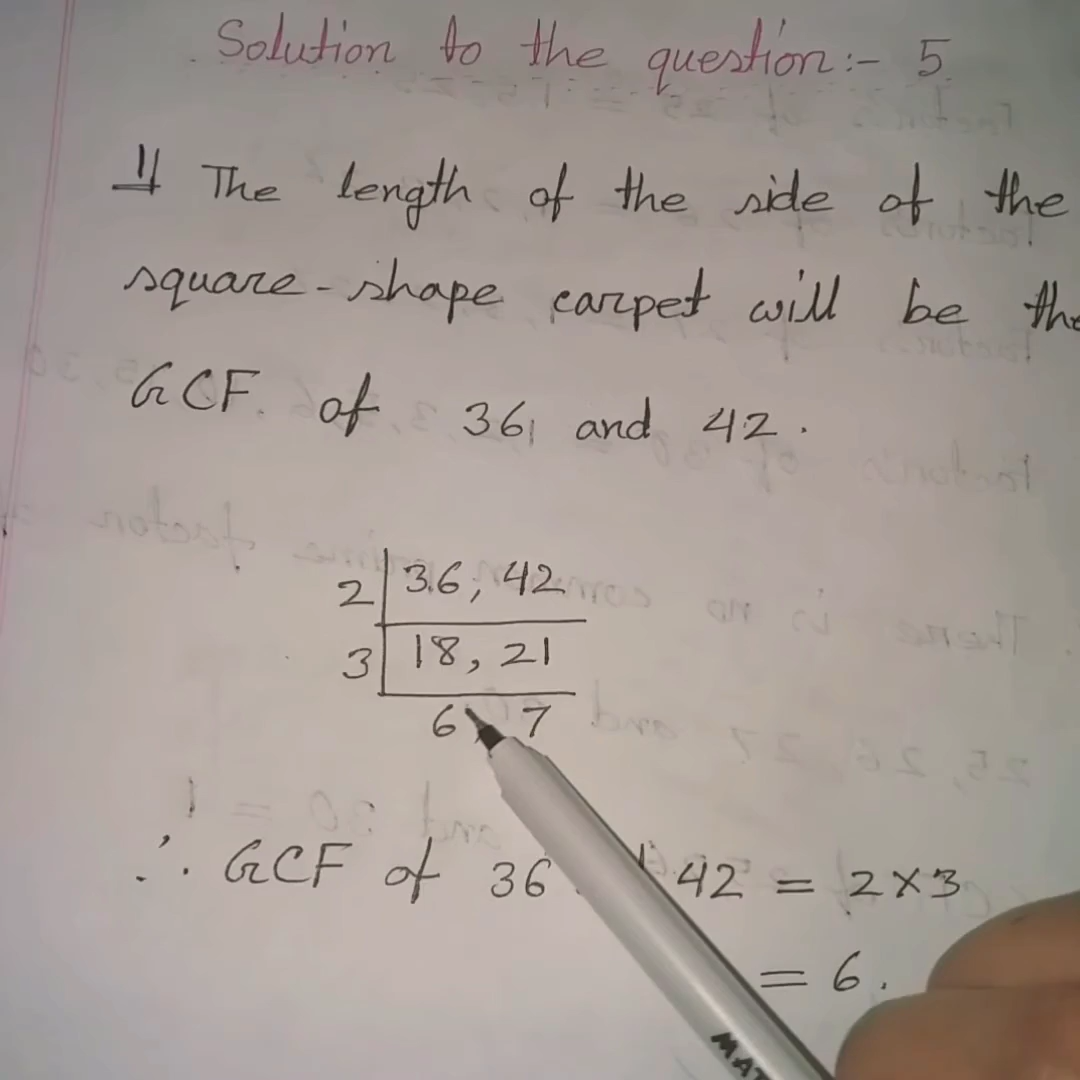 Solution to the question:- 5
1) The length of the side of the
square-shape carpet will be the
GCF of 36, and 42.
2 | 36, 42
3 | 18, 21
6, 7
∴ GCF of 36 42 = 2×3
= 6.